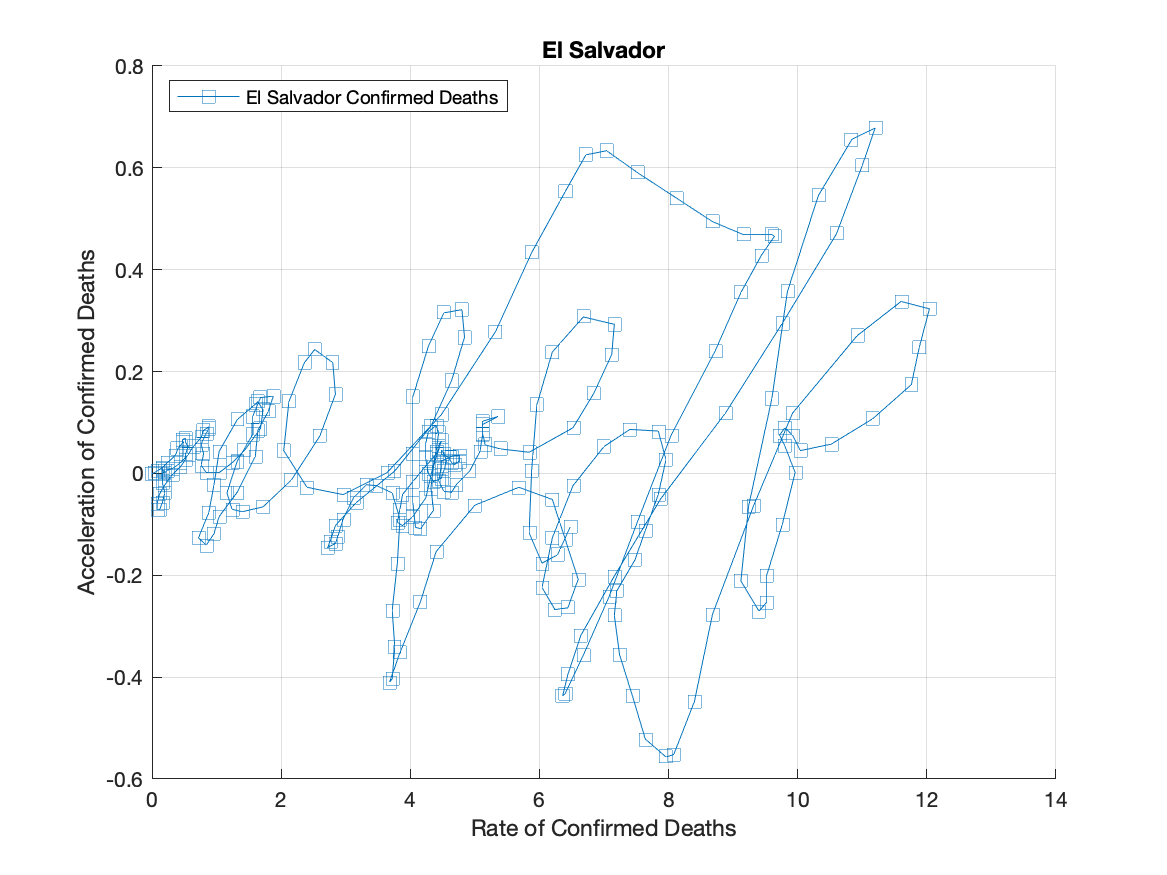 El Salvador
El Salvador Confirmed Deaths
0.8
0.6
0.4
0.2
0
-0.2
-0.4
-0.6
Acceleration of Confirmed Deaths
0 2 4 6 8 10 12 14
Rate of Confirmed Deaths